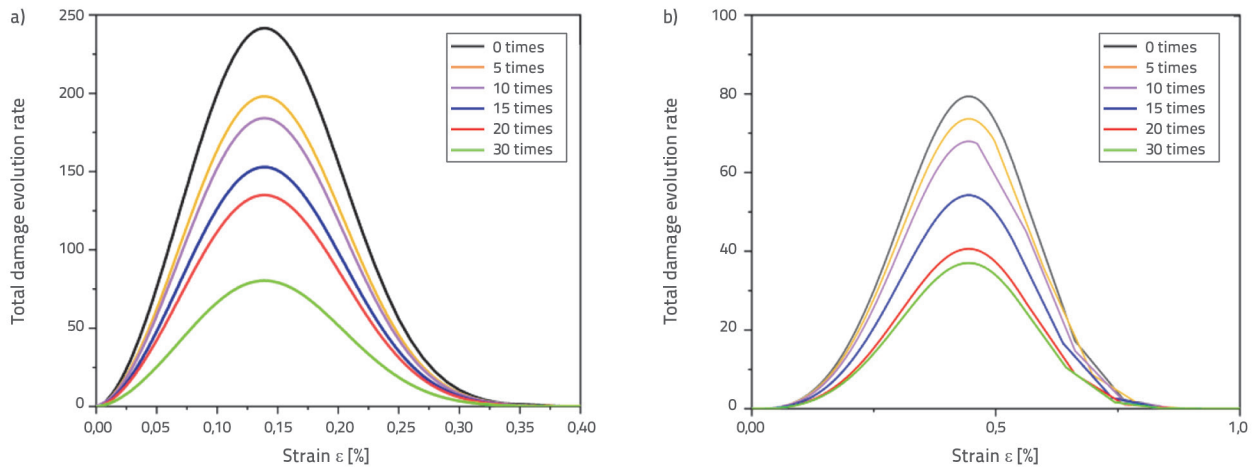 a)
Total damage evolution rate
250
200
150
100
50
0
0,00 0,05 0,10 0,15 0,20 0,25 0,30 0,35 0,40
Strain ε [%]
0 times
5 times
10 times
15 times
20 times
30 times
b)
Total damage evolution rate
100
80
60
40
20
0
0,0 0,5 1,0
Strain ε [%]
0 times
5 times
10 times
15 times
20 times
30 times